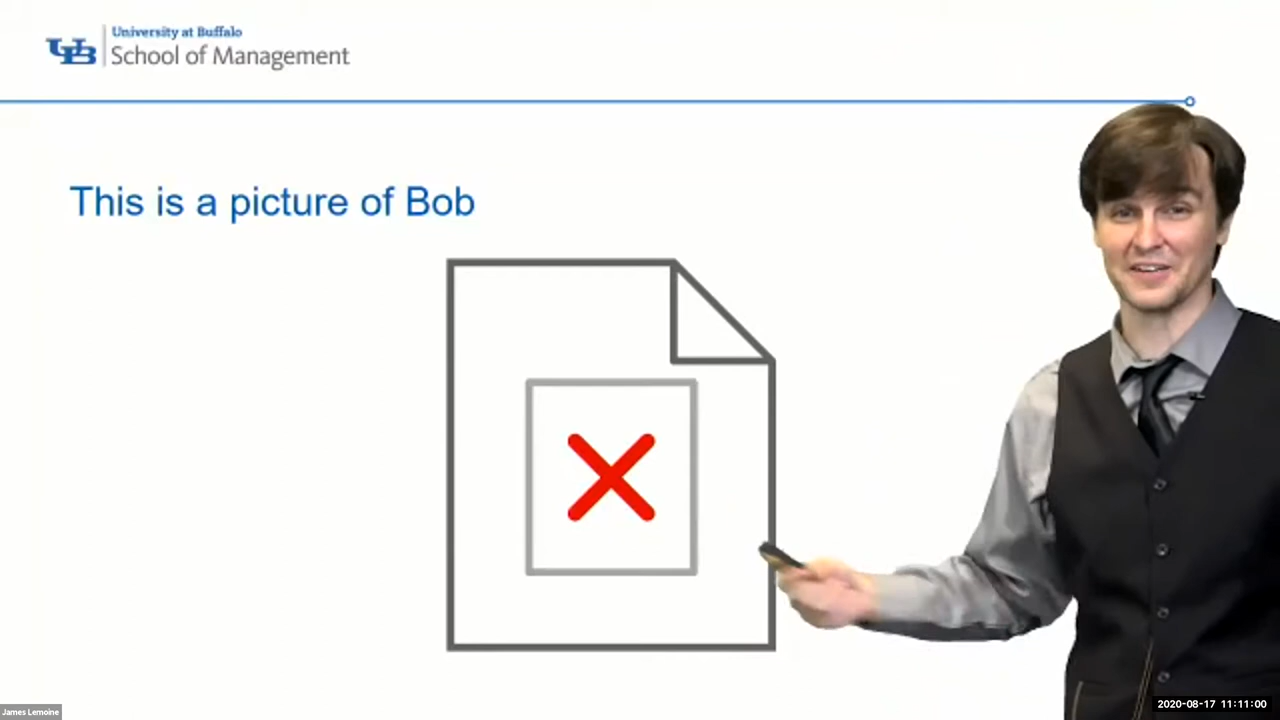 University at Buffalo
UB School of Management
This is a picture of Bob
James Lemoine
2020-08-17 11:11:00